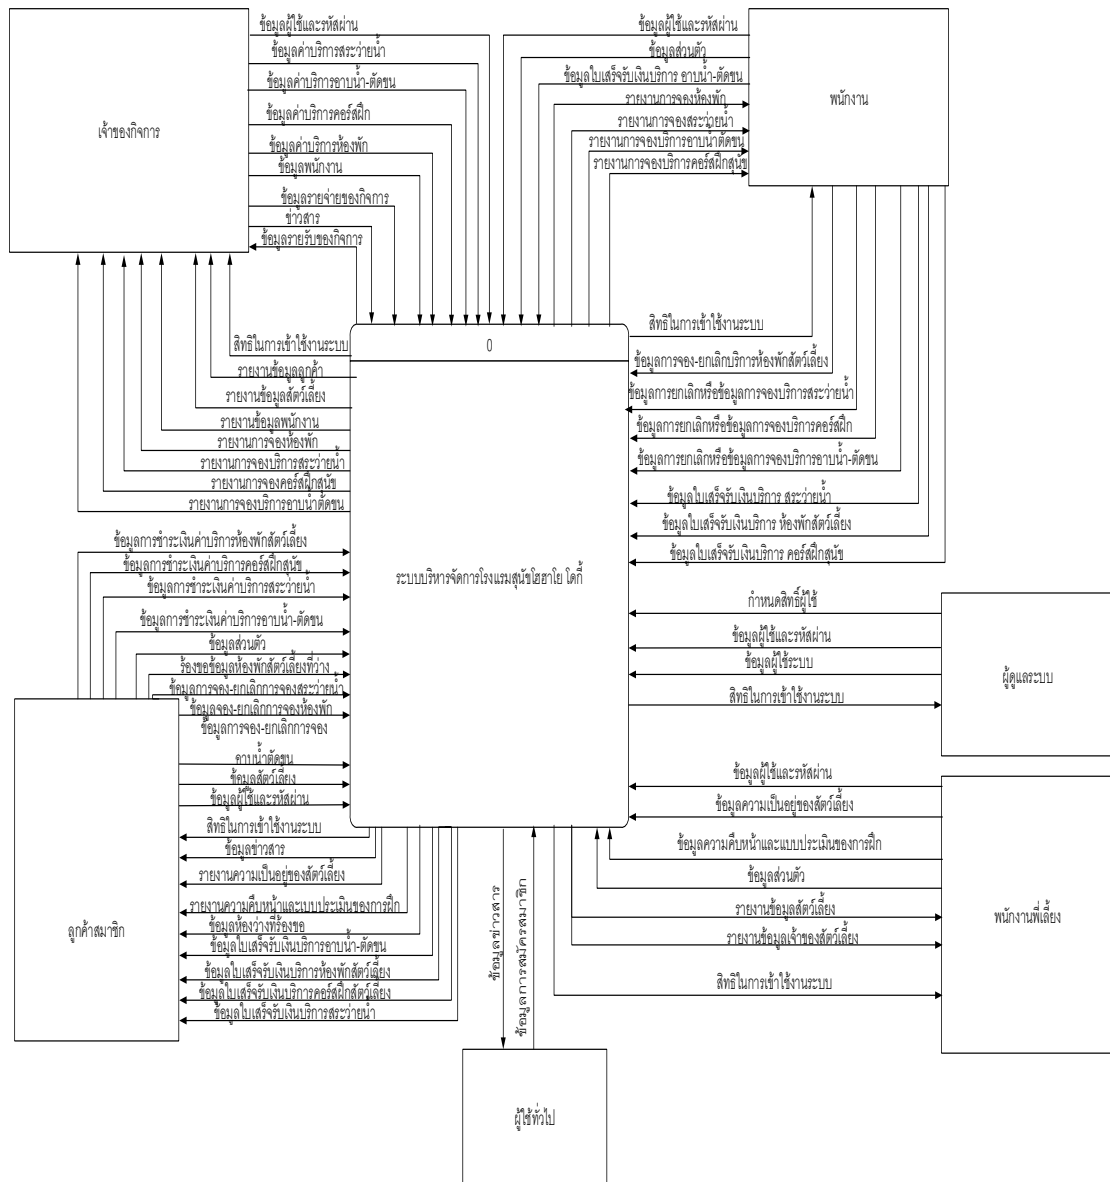 ข้อมูลผู้ใช้และรหัสผ่าน
ข้อมูลค่าบริการสระว่ายน้ำ
ข้อมูลค่าบริการอาบน้ำ-ตัดขน
ข้อมูลค่าบริการคอร์สฝึก
เจ้าของกิจการ
ข้อมูลค่าบริการห้องพัก
ข้อมูลพนักงาน
ข้อมูลรายจ่ายของกิจการ
ข่าวสาร
ข้อมูลรายรับของกิจการ
ข้อมูลผู้ใช้และรหัสผ่าน
ข้อมูลส่วนตัว
ข้อมูลใบเสร็จรับเงินบริการ อาบน้ำ-ตัดขน
รายงานการจองห้องพัก
พนักงาน
รายงานการจองสระว่ายน้ำ
รายงานการจองบริการอาบน้ำตัดขน
รายงานการจองบริการคอร์สฝึกสุนัข
สิทธิในการเข้าใช้งานระบบ
รายงานข้อมูลลูกค้า
รายงานข้อมูลสัตว์เลี้ยง
รายงานข้อมูลพนักงาน
รายงานการจองห้องพัก
รายงานการจองบริการสระว่ายน้ำ
รายงานการจองคอร์สฝึกสุนัข
รายงานการจองบริการอาบน้ำตัดขน
0
ระบบบริหารจัดการโรงแรมสุนัขโฮฮาโย โดกี้
สิทธิในการเข้าใช้งานระบบ
ข้อมูลการจอง-ยกเลิกบริการห้องพักสัตว์เลี้ยง
ข้อมูลการยกเลิกหรือข้อมูลการจองบริการสระว่ายน้ำ
ข้อมูลการยกเลิกหรือข้อมูลการจองบริการคอร์สฝึก
ข้อมูลการยกเลิกหรือข้อมูลการจองบริการอาบน้ำ-ตัดขน
ข้อมูลใบเสร็จรับเงินบริการ สระว่ายน้ำ
ข้อมูลใบเสร็จรับเงินบริการ ห้องพักสัตว์เลี้ยง
ข้อมูลใบเสร็จรับเงินบริการ คอร์สฝึกสุนัข
ข้อมูลการชำระเงินค่าบริการห้องพักสัตว์เลี้ยง
ข้อมูลการชำระเงินค่าบริการคอร์สฝึกสุนัข
ข้อมูลการชำระเงินค่าบริการสระว่ายน้ำ
ข้อมูลการชำระเงินค่าบริการอาบน้ำ-ตัดขน
ข้อมูลส่วนตัว
ร้องขอข้อมูลห้องพักสัตว์เลี้ยงที่ว่าง
ข้อมูลการจอง-ยกเลิกการจองสระว่ายน้ำ
ข้อมูลจอง-ยกเลิกการจองห้องพัก
ข้อมูลการจอง-ยกเลิกการจอง
อาบน้ำตัดขน
ข้อมูลสัตว์เลี้ยง
ข้อมูลผู้ใช้และรหัสผ่าน
สิทธิในการเข้าใช้งานระบบ
ข้อมูลข่าวสาร
รายงานความเป็นอยู่ของสัตว์เลี้ยง
รายงานความคืบหน้าและแบบประเมินของการฝึก
ลูกค้าสมาชิก
ข้อมูลห้องว่างที่ร้องขอ
ข้อมูลใบเสร็จรับเงินบริการอาบน้ำ-ตัดขน
ข้อมูลใบเสร็จรับเงินบริการห้องพักสัตว์เลี้ยง
ข้อมูลใบเสร็จรับเงินบริการคอร์สฝึกสัตว์เลี้ยง
ข้อมูลใบเสร็จรับเงินบริการสระว่ายน้ำ
กำหนดสิทธิ์ผู้ใช้
ข้อมูลผู้ใช้และรหัสผ่าน
ข้อมูลผู้ใช้ระบบ
ผู้ดูแลระบบ
สิทธิในการเข้าใช้งานระบบ
ข้อมูลผู้ใช้และรหัสผ่าน
ข้อมูลความเป็นอยู่ของสัตว์เลี้ยง
ข้อมูลความคืบหน้าและแบบประเมินของการฝึก
ข้อมูลส่วนตัว
รายงานข้อมูลสัตว์เลี้ยง
พนักงานพี่เลี้ยง
รายงานข้อมูลเจ้าของสัตว์เลี้ยง
สิทธิในการเข้าใช้งานระบบ
ข้อมูลข่าวสาร
ข้อมูลการสมัครสมาชิก
ผู้ใช้ทั่วไป